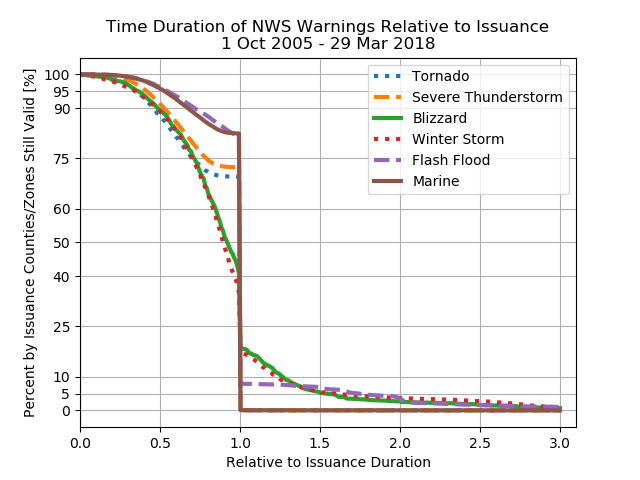 Time Duration of NWS Warnings Relative to Issuance
1 Oct 2005 - 29 Mar 2018
Percent by Issuance Counties/Zones Still Valid [%]
100
95
90
75
60
50
40
25
10
5
0
Tornado
Severe Thunderstorm
Blizzard
Winter Storm
Flash Flood
Marine
0.0 0.5 1.0 1.5 2.0 2.5 3.0
Relative to Issuance Duration